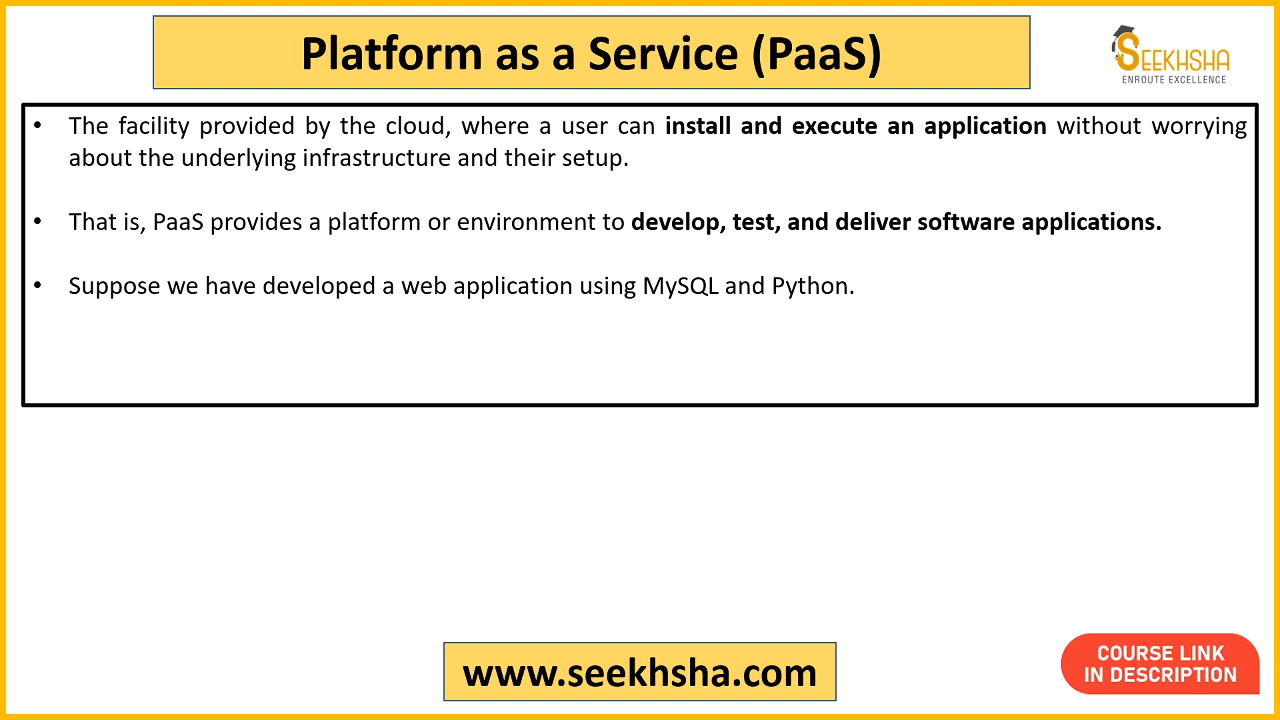 Platform as a Service (PaaS)
SEEKHSHA
ENROUTE EXCELLENCE
• The facility provided by the cloud, where a user can install and execute an application without worrying
about the underlying infrastructure and their setup.
• That is, PaaS provides a platform or environment to develop, test, and deliver software applications.
• Suppose we have developed a web application using MySQL and Python.
www.seekhsha.com
COURSE LINK
IN DESCRIPTION